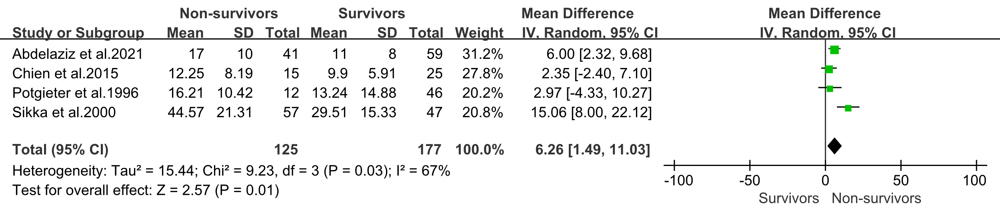 Non-survivors Survivors Mean Difference Mean Difference
Study or Subgroup Mean SD Total Mean SD Total Weight IV, Random, 95% CI IV, Random, 95% CI
Abdelaziz et al.2021 17 10 41 11 8 59 31.2% 6.00 [2.32, 9.68]
Chien et al.2015 12.25 8.19 15 9.9 5.91 25 27.8% 2.35 [-2.40, 7.10]
Potgieter et al.1996 16.21 10.42 12 13.24 14.88 46 20.2% 2.97 [-4.33, 10.27]
Sikka et al.2000 44.57 21.31 57 29.51 15.33 47 20.8% 15.06 [8.00, 22.12]
Total (95% CI) 125 177 100.0% 6.26 [1.49, 11.03]
Heterogeneity: Tau² = 15.44; Chi² = 9.23, df = 3 (P = 0.03); I² = 67%
Test for overall effect: Z = 2.57 (P = 0.01)
-100 -50 0 50 100
Survivors Non-survivors